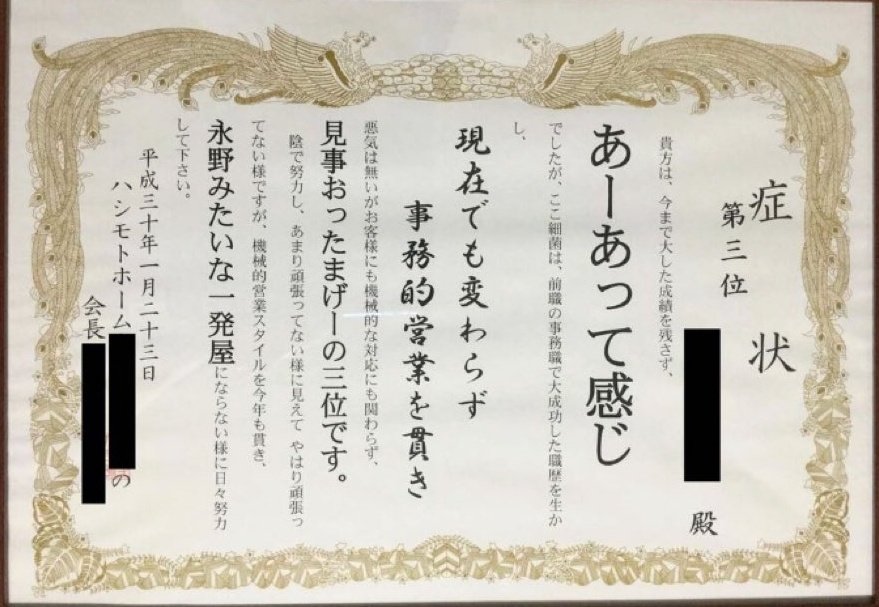 症状
第三位
殿
貴方は、今まで大した成績を残さず、
あーあって感じ
でしたが、ここ細菌は、前職の事務職で大成功した職歴を生か
し、
現在でも変わらず
事務的営業を貫き
悪気は無いがお客様にも機械的な対応にも関わらず、
見事おったまげーの三位です。
陰で努力し、あまり頑張ってない様に見えて やはり頑張っ
てない様ですが、機械的営業スタイルを今年も貫き、
永野みたいな一発屋にならない様に日々努力
して下さい。
平成三十年一月二十三日
ハシモトホーム
の
会長